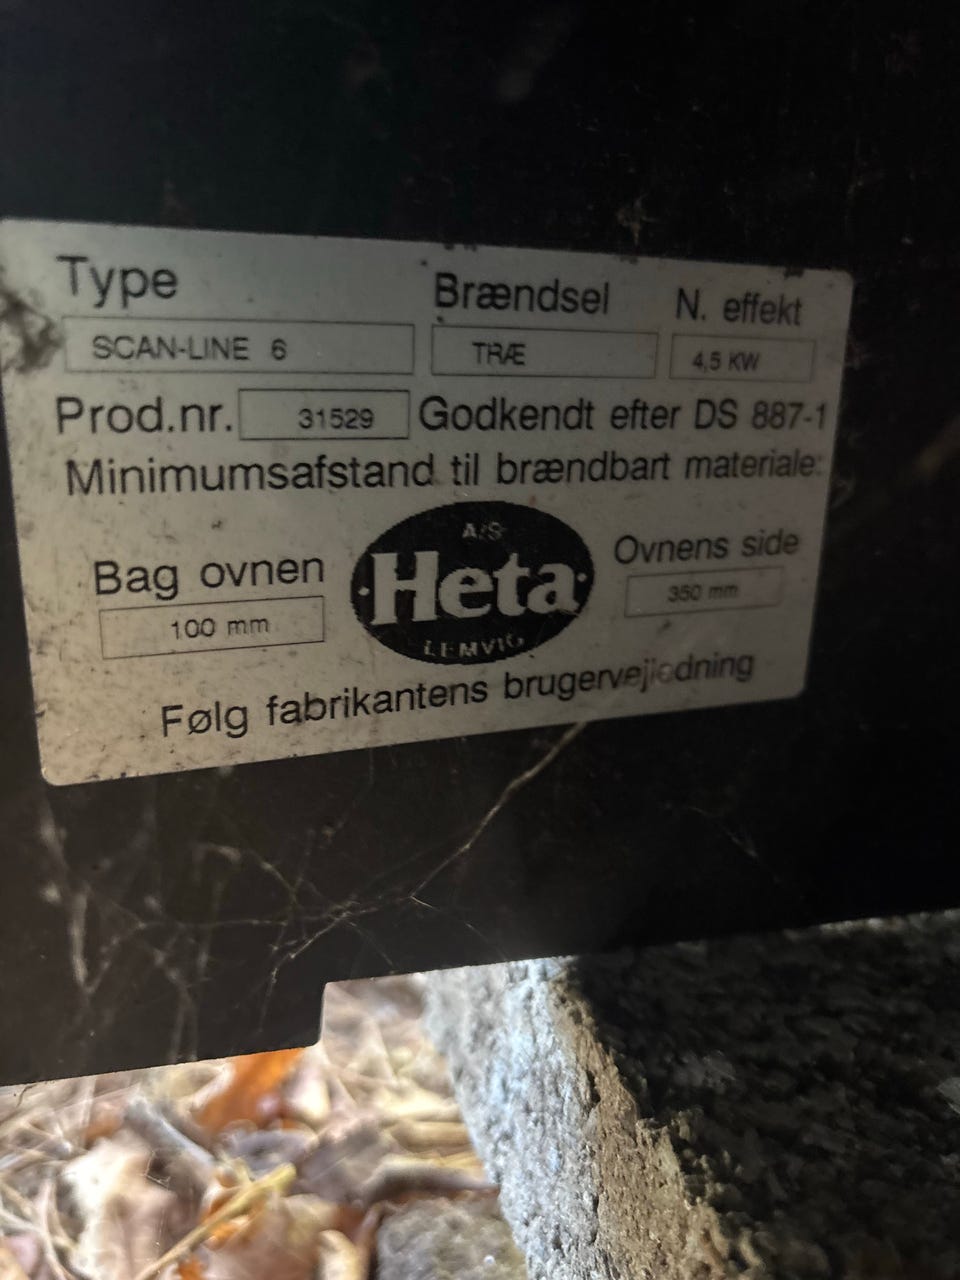 Type Brændsel N. effekt
SCAN-LINE 6 TRÆ 4,5 KW
Prod.nr. 31529 Godkendt efter DS 887-1
Minimumsafstand til brændbart materiale:
Bag ovnen Ovnens side
100 mm 350 mm
A/S
Heta
LEMVIG
Følg fabrikantens brugervejledning